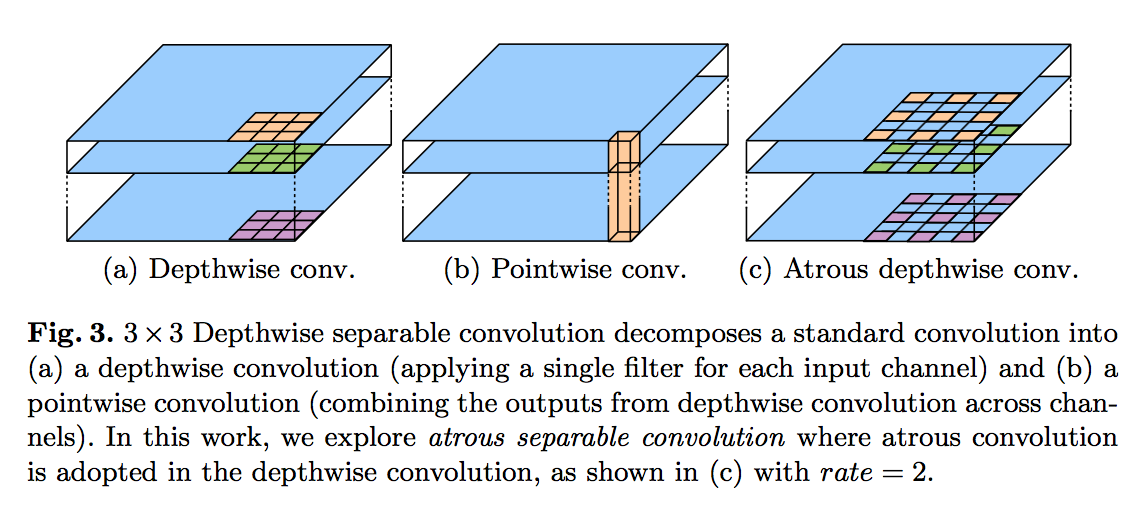 (a) Depthwise conv.
(b) Pointwise conv.
(c) Atrous depthwise conv.
Fig. 3. 3 × 3 Depthwise separable convolution decomposes a standard convolution into
(a) a depthwise convolution (applying a single filter for each input channel) and (b) a
pointwise convolution (combining the outputs from depthwise convolution across chan-
nels). In this work, we explore atrous separable convolution where atrous convolution
is adopted in the depthwise convolution, as shown in (c) with rate = 2.